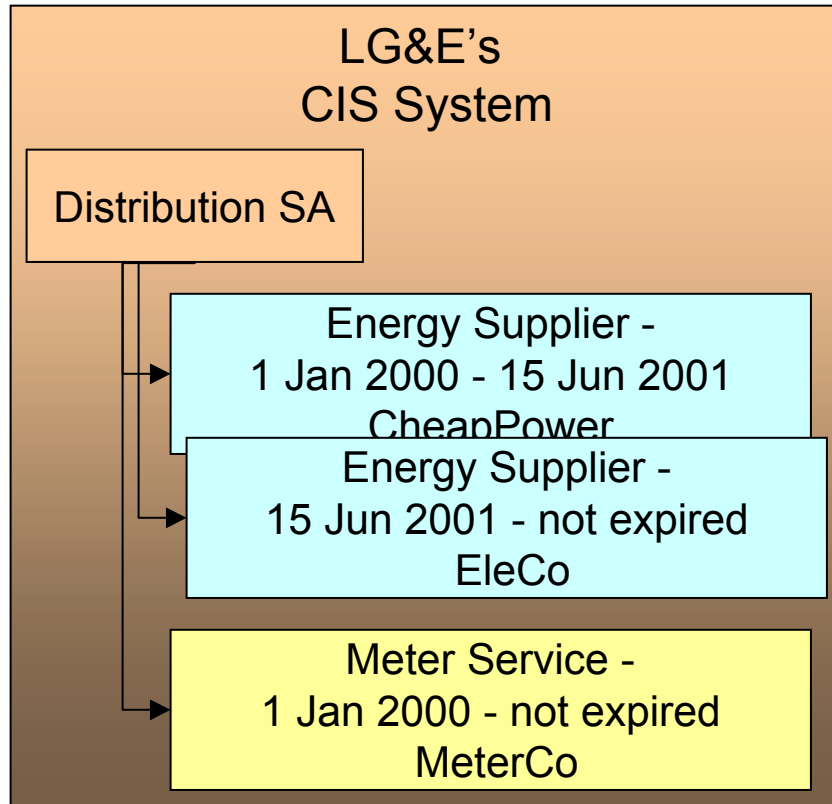 LG&E’s
CIS System
Distribution SA
Energy Supplier -
1 Jan 2000 - 15 Jun 2001
CheapPower
Energy Supplier -
15 Jun 2001 - not expired
EleCo
Meter Service -
1 Jan 2000 - not expired
MeterCo